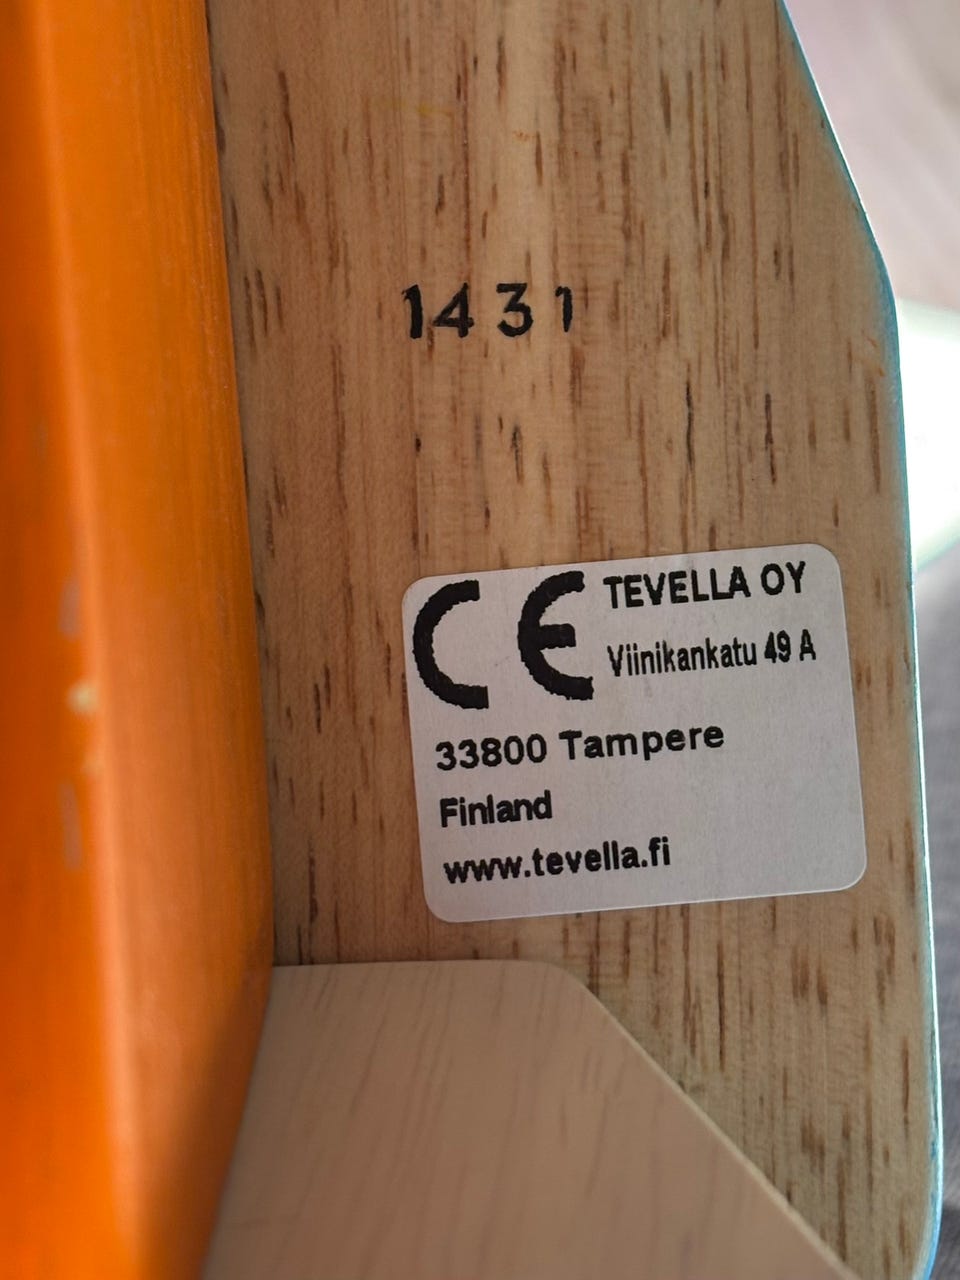 1431
CE TEVELLA OY
Viinikankatu 49 A
33800 Tampere
Finland
www.tevella.fi